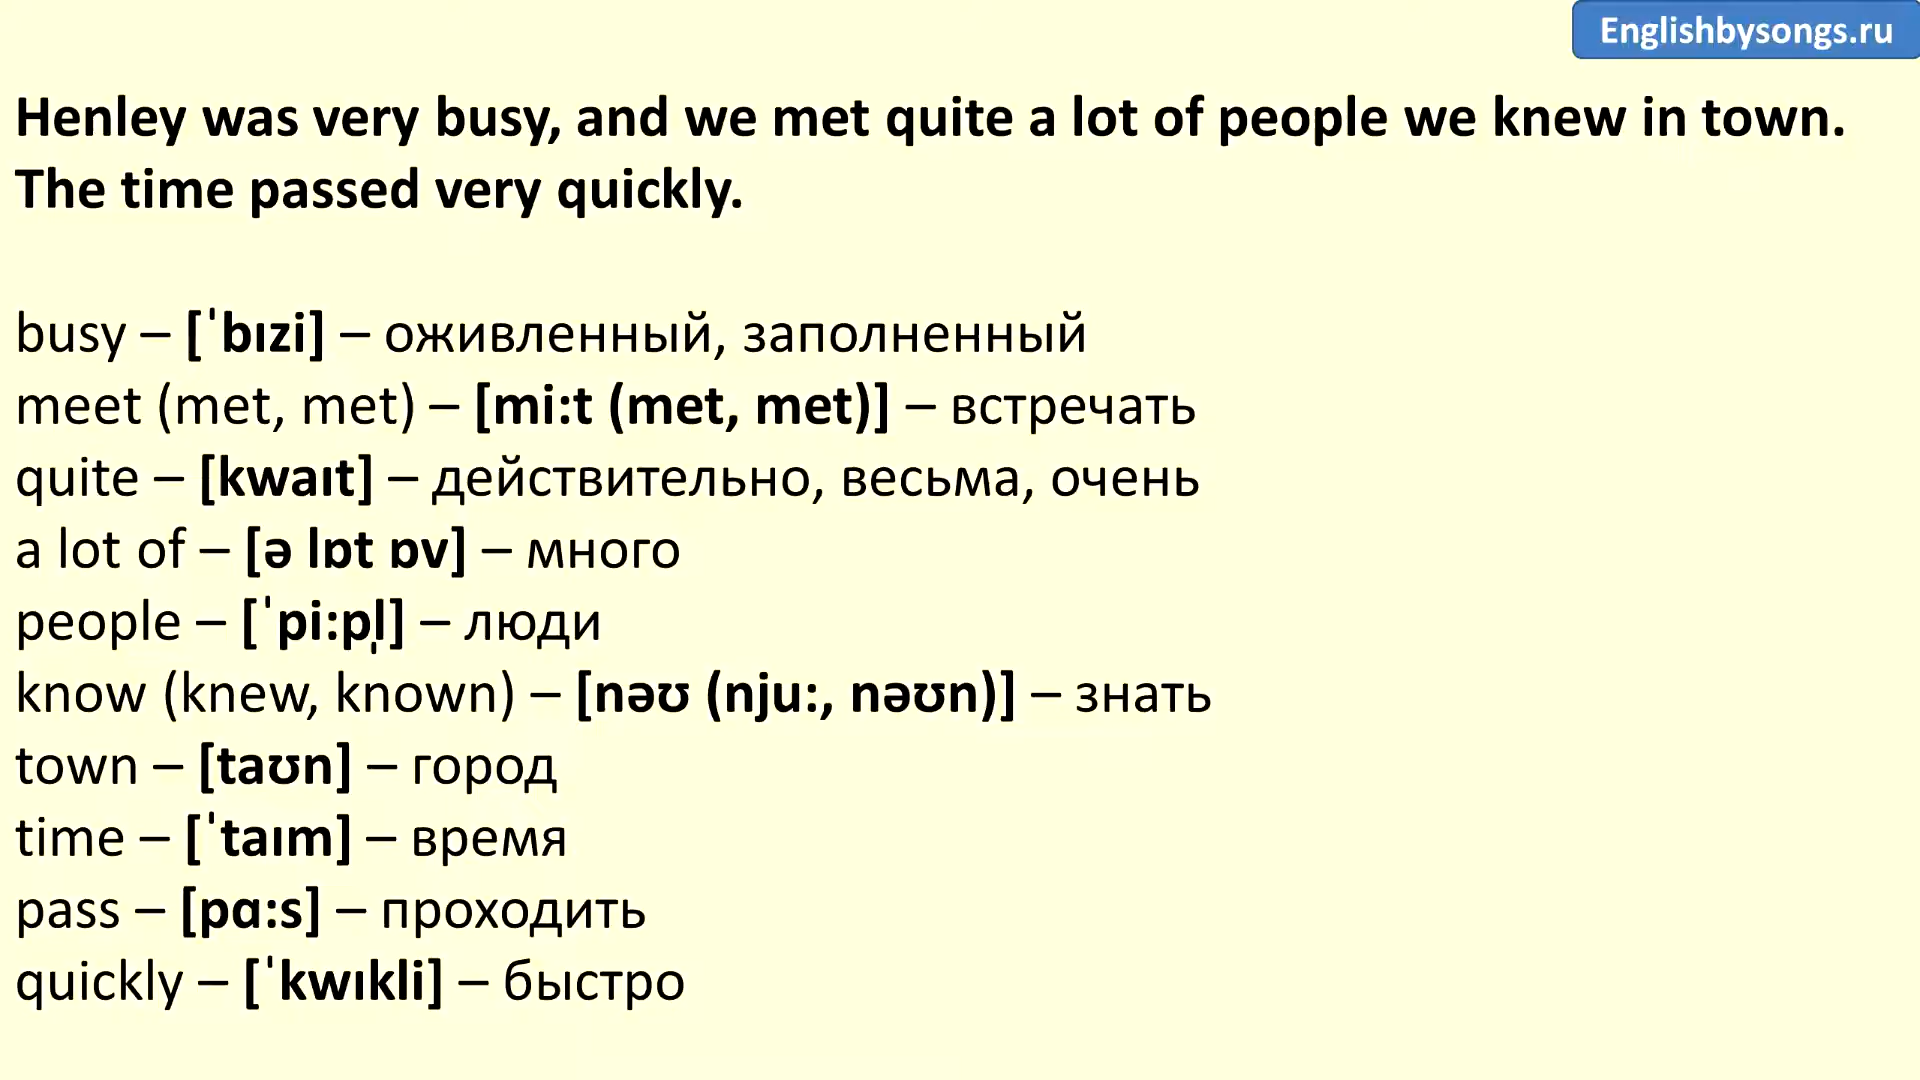 Englishbysongs.ru
Henley was very busy, and we met quite a lot of people we knew in town.
The time passed very quickly.
busy – [ˈbɪzi] – оживленный, заполненный
meet (met, met) – [mi:t (met, met)] – встречать
quite – [kwaɪt] – действительно, весьма, очень
a lot of – [ə lɒt ɒv] – много
people – [ˈpi:pl̩] – люди
know (knew, known) – [nəʊ (nju:, nəʊn)] – знать
town – [taʊn] – город
time – [ˈtaɪm] – время
pass – [pɑ:s] – проходить
quickly – [ˈkwɪkli] – быстро